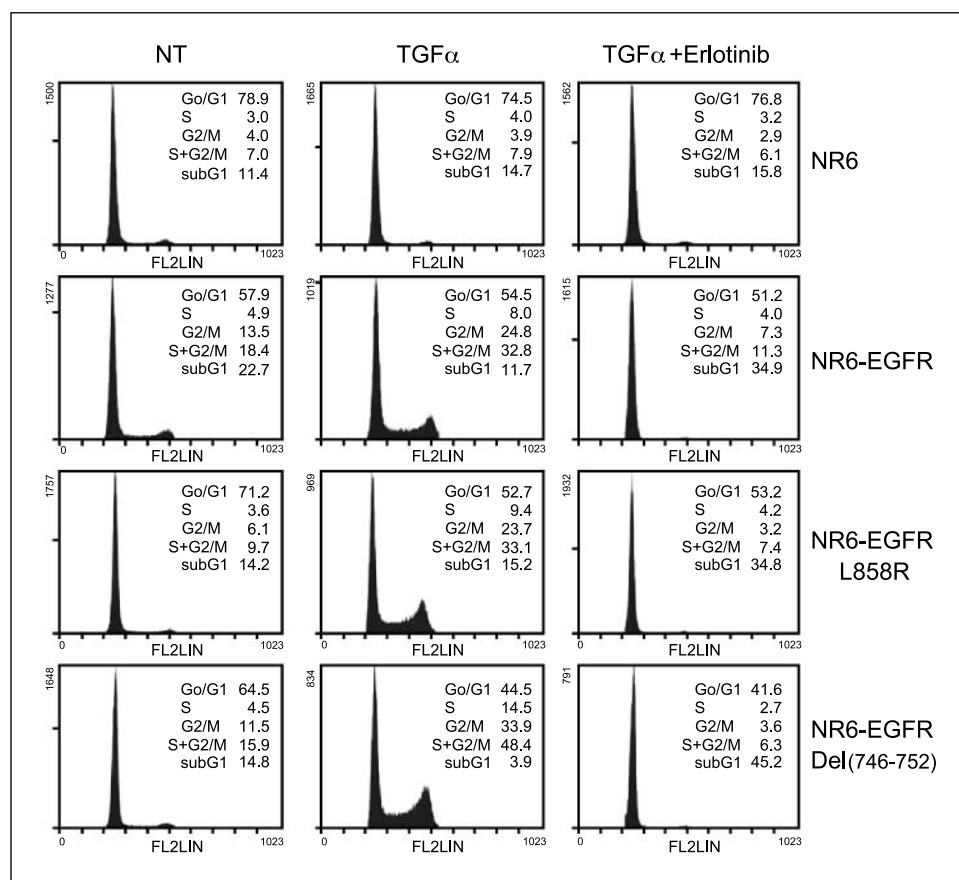 NT TGFα TGFα+Erlotinib
1500
Go/G1 78.9
S 3.0
G2/M 4.0
S+G2/M 7.0
subG1 11.4
0 1023
FL2LIN
1665
Go/G1 74.5
S 4.0
G2/M 3.9
S+G2/M 7.9
subG1 14.7
0 1023
FL2LIN
1562
Go/G1 76.8
S 3.2
G2/M 2.9
S+G2/M 6.1
subG1 15.8
0 1023
FL2LIN
NR6
1277
Go/G1 57.9
S 4.9
G2/M 13.5
S+G2/M 18.4
subG1 22.7
0 1023
FL2LIN
1019
Go/G1 54.5
S 8.0
G2/M 24.8
S+G2/M 32.8
subG1 11.7
0 1023
FL2LIN
1615
Go/G1 51.2
S 4.0
G2/M 7.3
S+G2/M 11.3
subG1 34.9
0 1023
FL2LIN
NR6-EGFR
1757
Go/G1 71.2
S 3.6
G2/M 6.1
S+G2/M 9.7
subG1 14.2
0 1023
FL2LIN
969
Go/G1 52.7
S 9.4
G2/M 23.7
S+G2/M 33.1
subG1 15.2
0 1023
FL2LIN
1932
Go/G1 53.2
S 4.2
G2/M 3.2
S+G2/M 7.4
subG1 34.8
0 1023
FL2LIN
NR6-EGFR
L858R
1648
Go/G1 64.5
S 4.5
G2/M 11.5
S+G2/M 15.9
subG1 14.8
0 1023
FL2LIN
834
Go/G1 44.5
S 14.5
G2/M 33.9
S+G2/M 48.4
subG1 3.9
0 1023
FL2LIN
791
Go/G1 41.6
S 2.7
G2/M 3.6
S+G2/M 6.3
subG1 45.2
0 1023
FL2LIN
NR6-EGFR
Del(746-752)